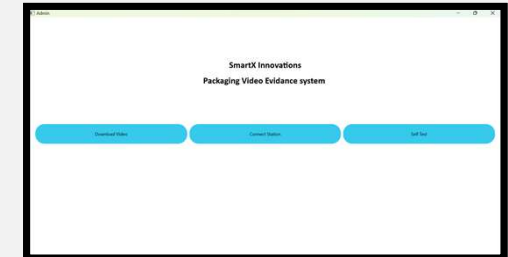 Admin
SmartX Innovations
Packaging Video Evidance system
Download Video
Connect Station
Self Test